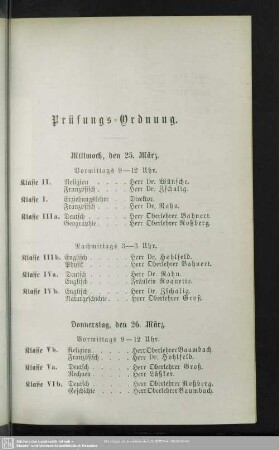 Prüfungs-Ordnung.
Mittwoch, den 25. März.
Vormittags 9—12 Uhr.
Klasse II. Religion . . . . Herr Dr. Wünsche.
Französisch . . . Herr Dr. Zschalig.
Klasse I. Erziehungslehre . . Direktor.
Französisch . . . Herr Dr. Rahn.
Klasse IIIa. Deutsch . . . . Herr Oberlehrer Bahnert.
Geographie . . . Herr Oberlehrer Roßberg.
Nachmittags 3—5 Uhr.
Klasse IIIb. Englisch . . . . Herr Dr. Hohlfeld.
Physik . . . . Herr Oberlehrer Bahnert.
Klasse IVa. Deutsch . . . . Herr Dr. Rahn.
Englisch . . . . Fräulein Roquette.
Klasse IVb. Englisch . . . . Herr Dr. Zschalig.
Naturgeschichte . . Herr Oberlehrer Groß.
Donnerstag, den 26. März.
Vormittags 9—12 Uhr.
Klasse Vb. Religion . . . . Herr Oberlehrer Baumbach.
Französisch . . . Herr Dr. Hohlfeld.
Klasse Va. Deutsch . . . . Herr Oberlehrer Groß.
Rechnen . . . . Herr Lößler.
Klasse VIb. Deutsch . . . . Herr Oberlehrer Roßberg.
Geschichte . . . Herr Oberlehrer Baumbach.